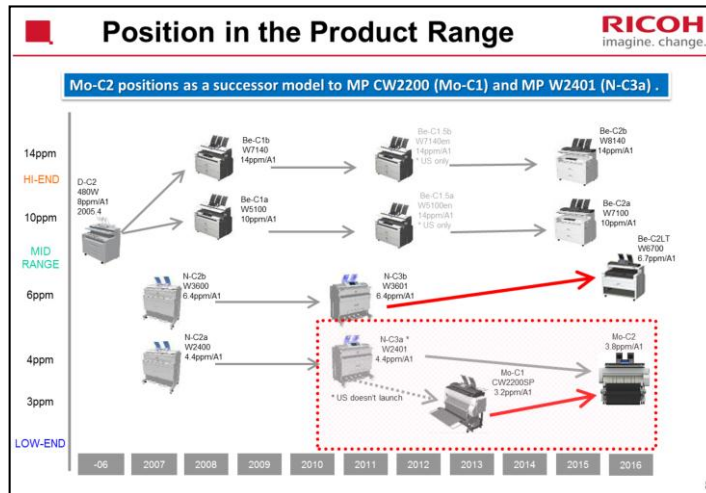 Position in the Product Range
RICOH
imagine. change.
Mo-C2 positions as a successor model to MP CW2200 (Mo-C1) and MP W2401 (N-C3a) .
14ppm
HI-END
10ppm
MID
RANGE
6ppm
4ppm
3ppm
LOW-END
D-C2
480W
8ppm/A1
2005.4
Be-C1b
W7140
14ppm/A1
Be-C1.5b
W7140en
14ppm/A1
* US only
Be-C2b
W8140
14ppm/A1
Be-C1a
W5100
10ppm/A1
Be-C1.5a
W5100en
14ppm/A1
* US only
Be-C2a
W7100
10ppm/A1
Be-C2LT
W6700
6.7ppm/A1
N-C2b
W3600
6.4ppm/A1
N-C3b
W3601
6.4ppm/A1
N-C2a
W2400
4.4ppm/A1
N-C3a *
W2401
4.4ppm/A1
* US doesn't launch
Mo-C1
CW2200SP
3.2ppm/A1
Mo-C2
3.8ppm/A1
-06 2007 2008 2009 2010 2011 2012 2013 2014 2015 2016